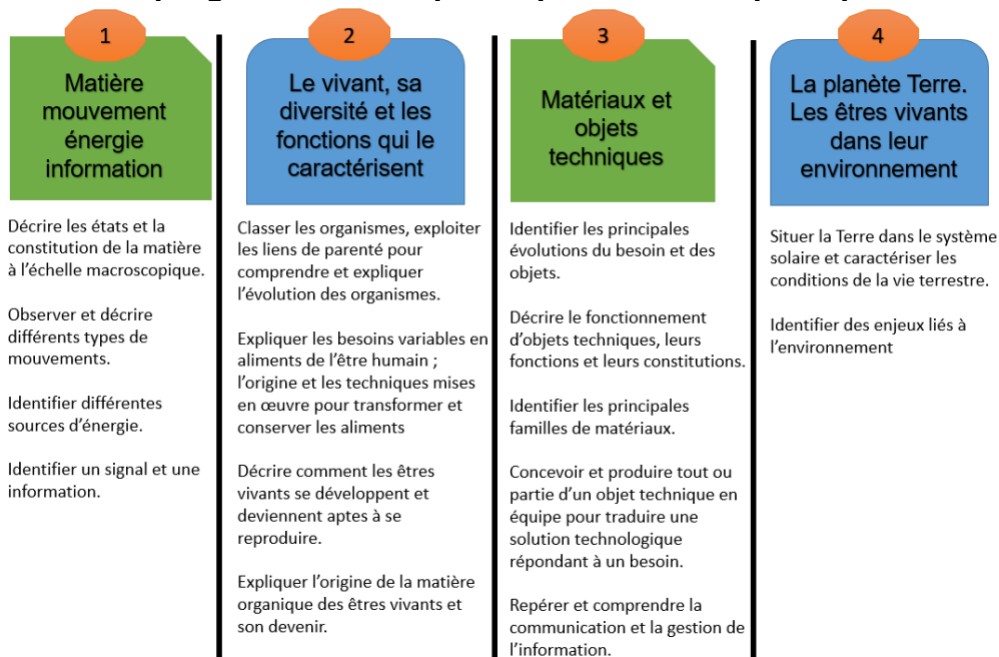 1
Matière
mouvement
énergie
information
Décrire les états et la
constitution de la matière
à l'échelle macroscopique.
Observer et décrire
différents types de
mouvements.
Identifier différentes
sources d'énergie.
Identifier un signal et une
information.
2
Le vivant, sa
diversité et les
fonctions qui le
caractérisent
Classer les organismes, exploiter
les liens de parenté pour
comprendre et expliquer
l'évolution des organismes.
Expliquer les besoins variables en
aliments de l'être humain ;
l'origine et les techniques mises
en œuvre pour transformer et
conserver les aliments
Décrire comment les êtres
vivants se développent et
deviennent aptes à se
reproduire.
Expliquer l'origine de la matière
organique des êtres vivants et
son devenir.
3
Matériaux et
objets
techniques
Identifier les principales
évolutions du besoin et des
objets.
Décrire le fonctionnement
d'objets techniques, leurs
fonctions et leurs constitutions.
Identifier les principales
familles de matériaux.
Concevoir et produire tout ou
partie d'un objet technique en
équipe pour traduire une
solution technologique
répondant à un besoin.
Repérer et comprendre la
communication et la gestion de
l'information.
4
La planète Terre.
Les êtres vivants
dans leur
environnement
Situer la Terre dans le système
solaire et caractériser les
conditions de la vie terrestre.
Identifier des enjeux liés à
l'environnement